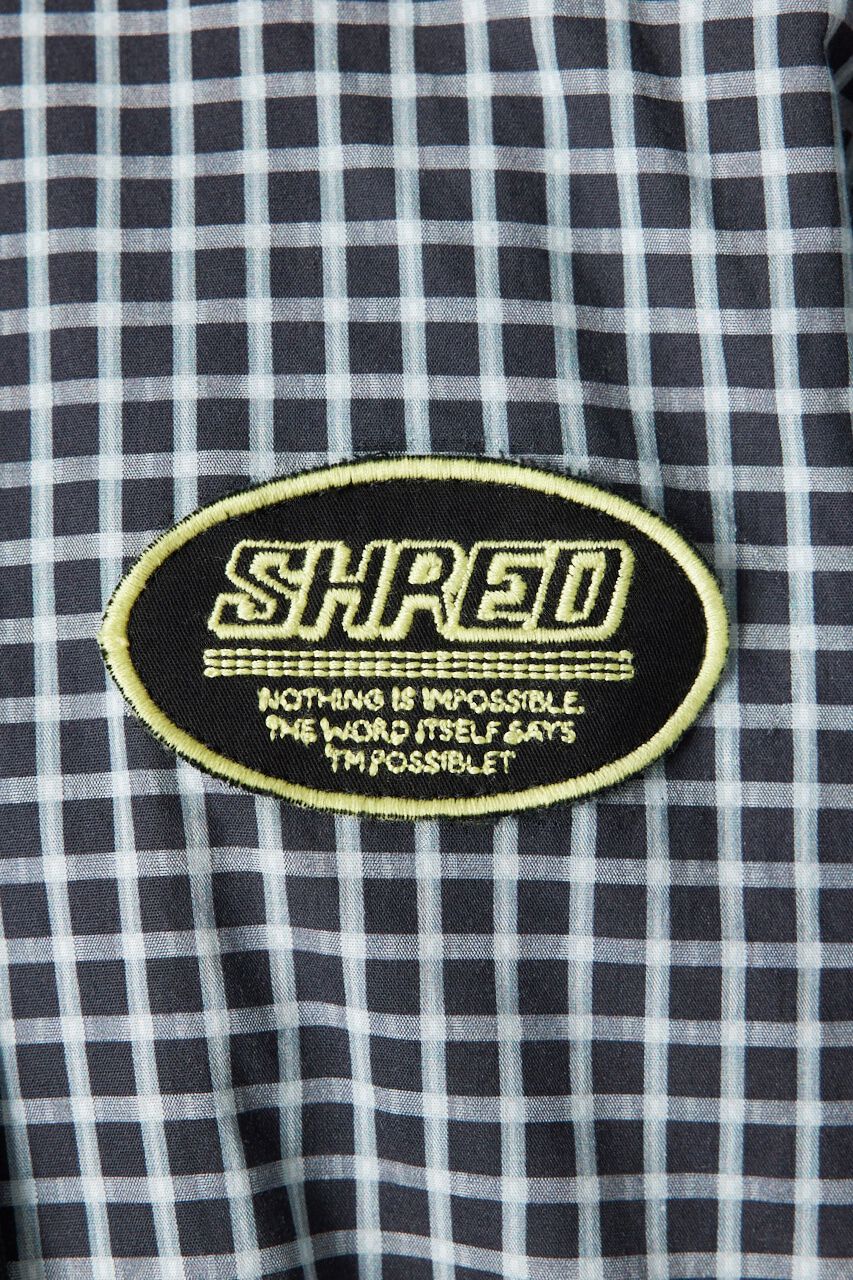 SHRED
NOTHING IS IMPOSSIBLE.
THE WORD ITSELF SAYS
'I'M POSSIBLE'!